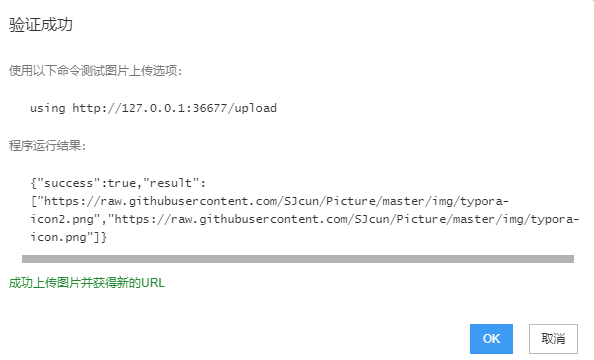 验证成功
使用以下命令测试图片上传选项:
using http://127.0.0.1:36677/upload
程序运行结果:
{"success":true,"result":
["https://raw.githubusercontent.com/SJcun/Picture/master/img/typora-
icon2.png","https://raw.githubusercontent.com/SJcun/Picture/master/img/typora-
icon.png"]}
成功上传图片并获得新的URL
OK 取消